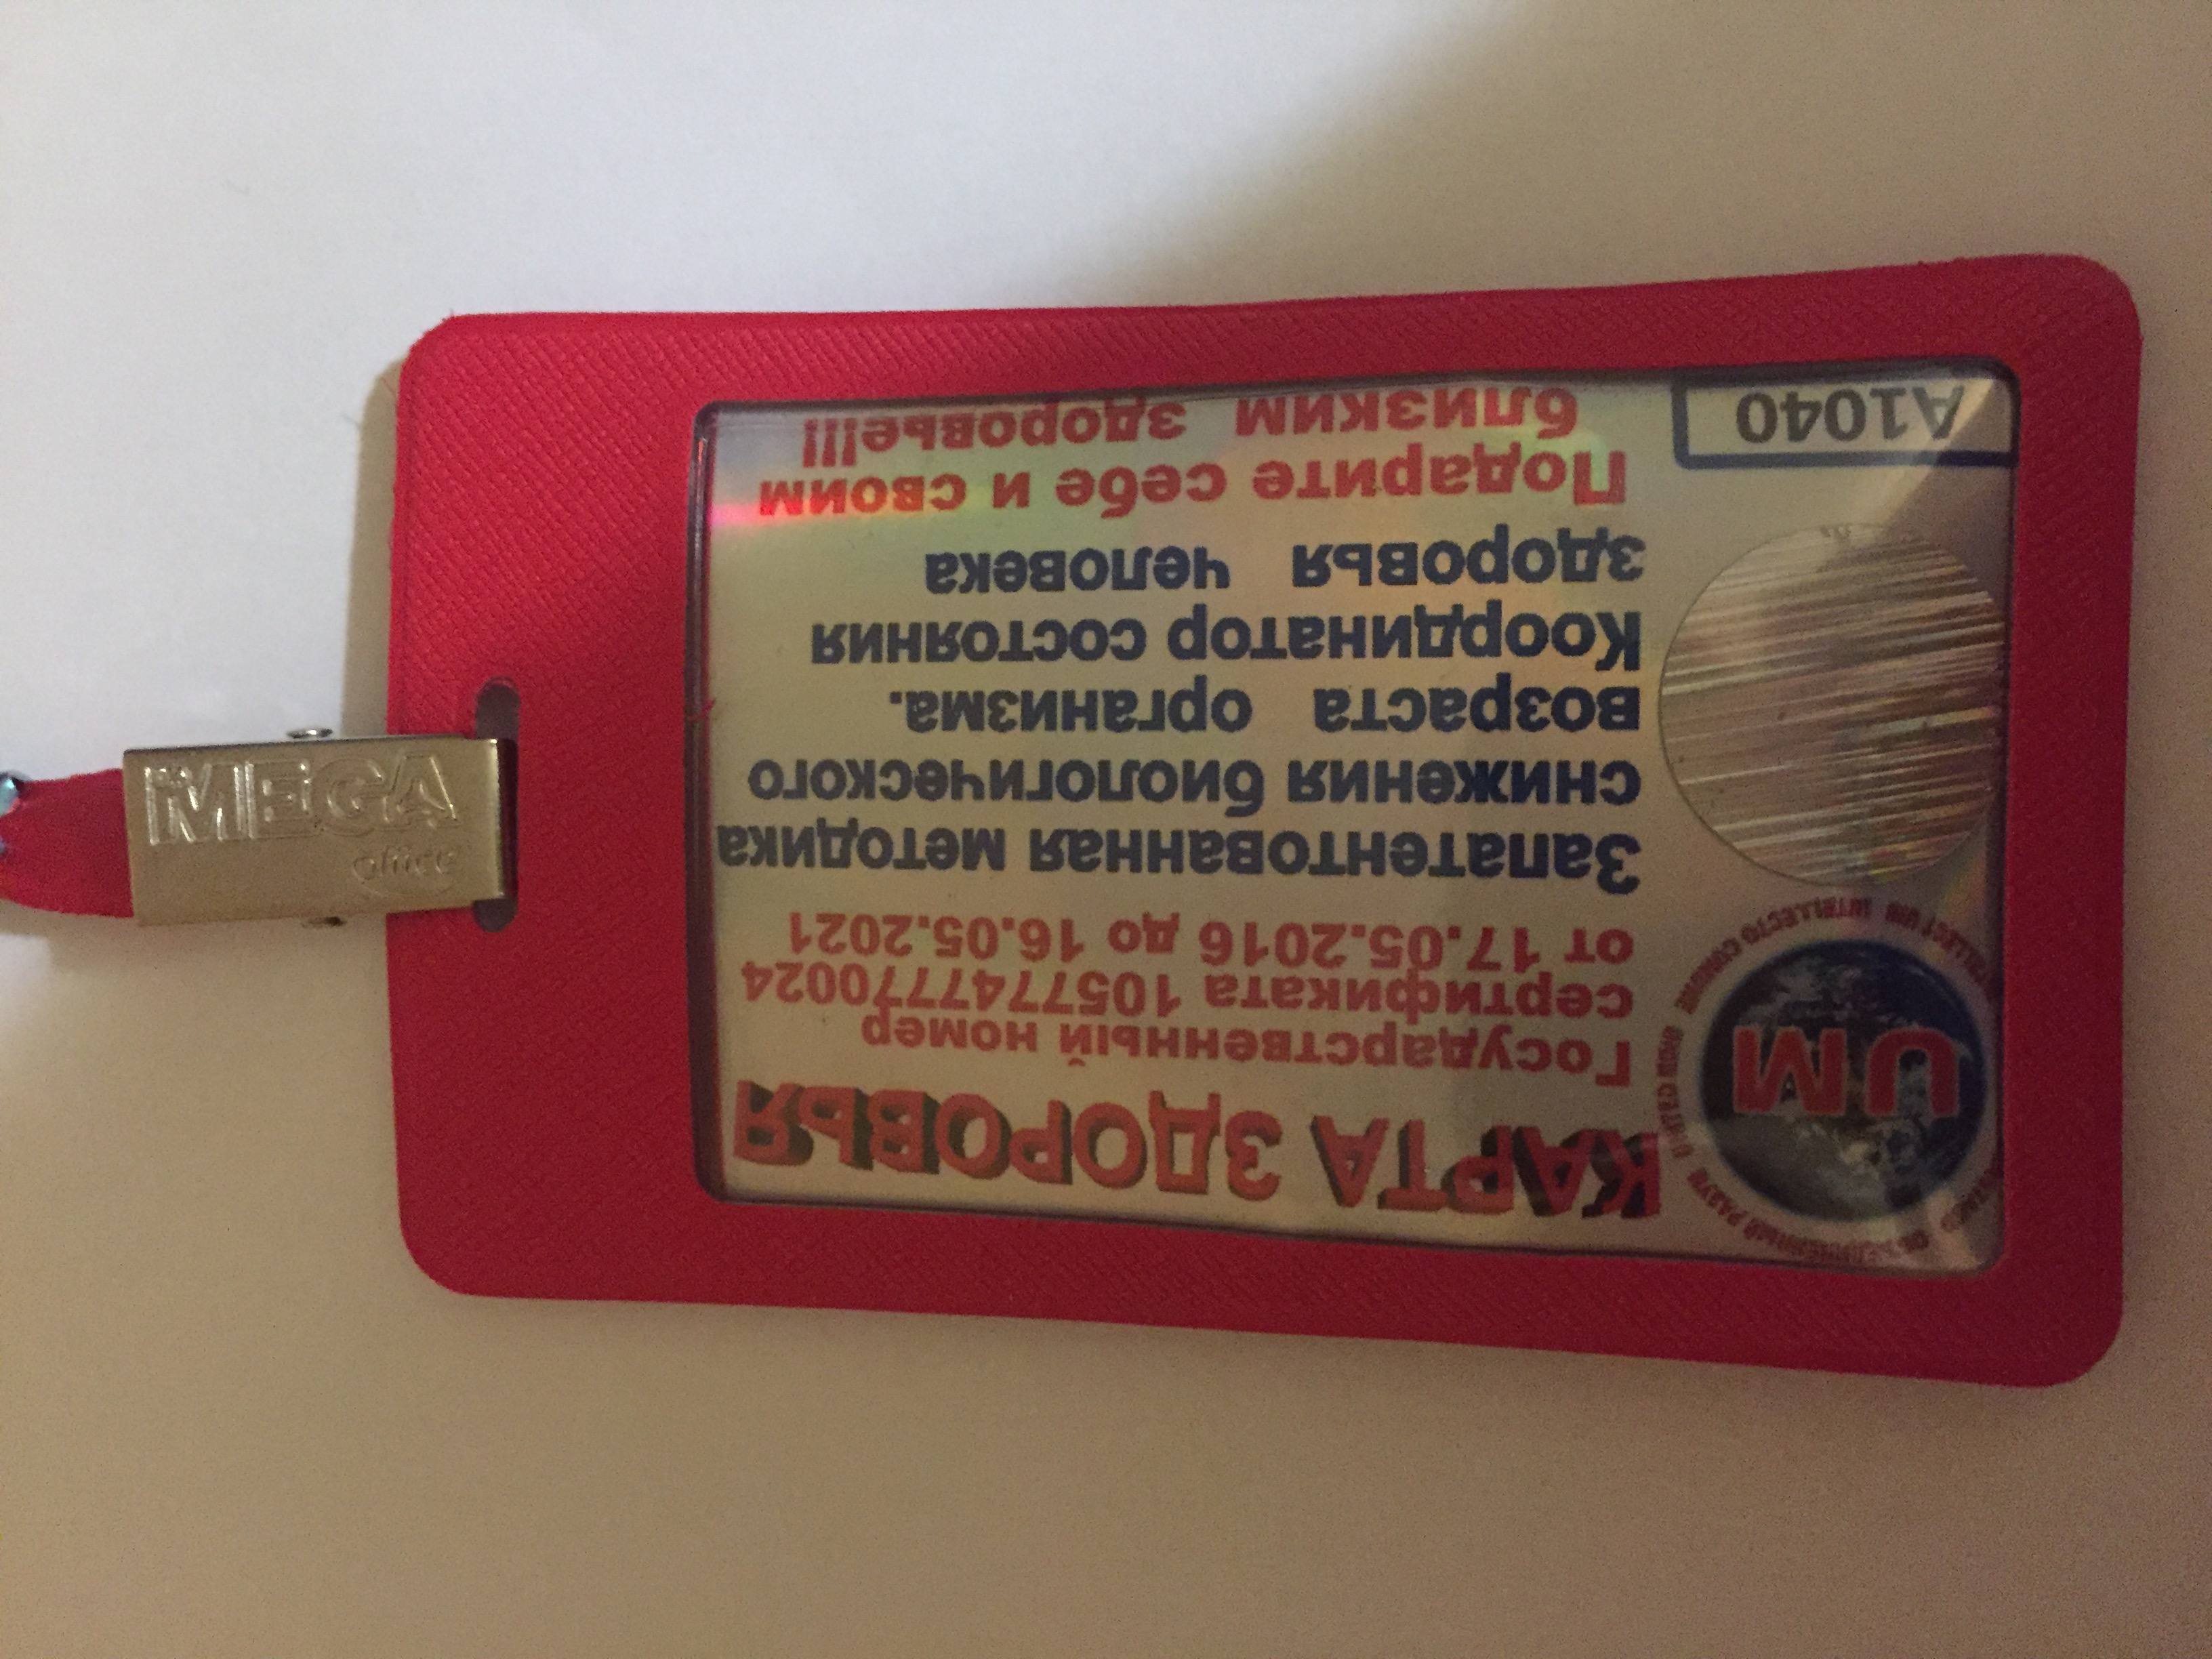 КАРТА ЗДОРОВЬЯ
Государственный номер
сертификата 1057747770024
от 17.05.2016 до 16.05.2021
Запатентованная методика
снижения биологического
возраста организма.
Координатор состояния
здоровья человека
Подарите себе и своим
близким здоровье!!!
UM
A1040
MEGA
office